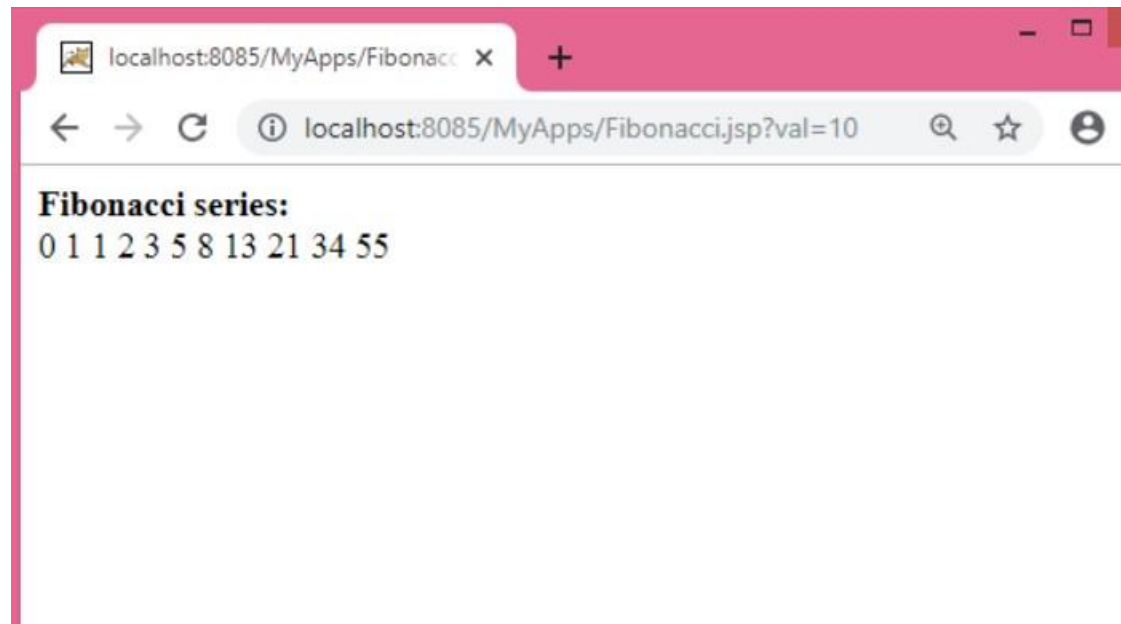 localhost:8085/MyApps/Fibonacc
localhost:8085/MyApps/Fibonacci.jsp?val=10
Fibonacci series:
0 1 1 2 3 5 8 13 21 34 55